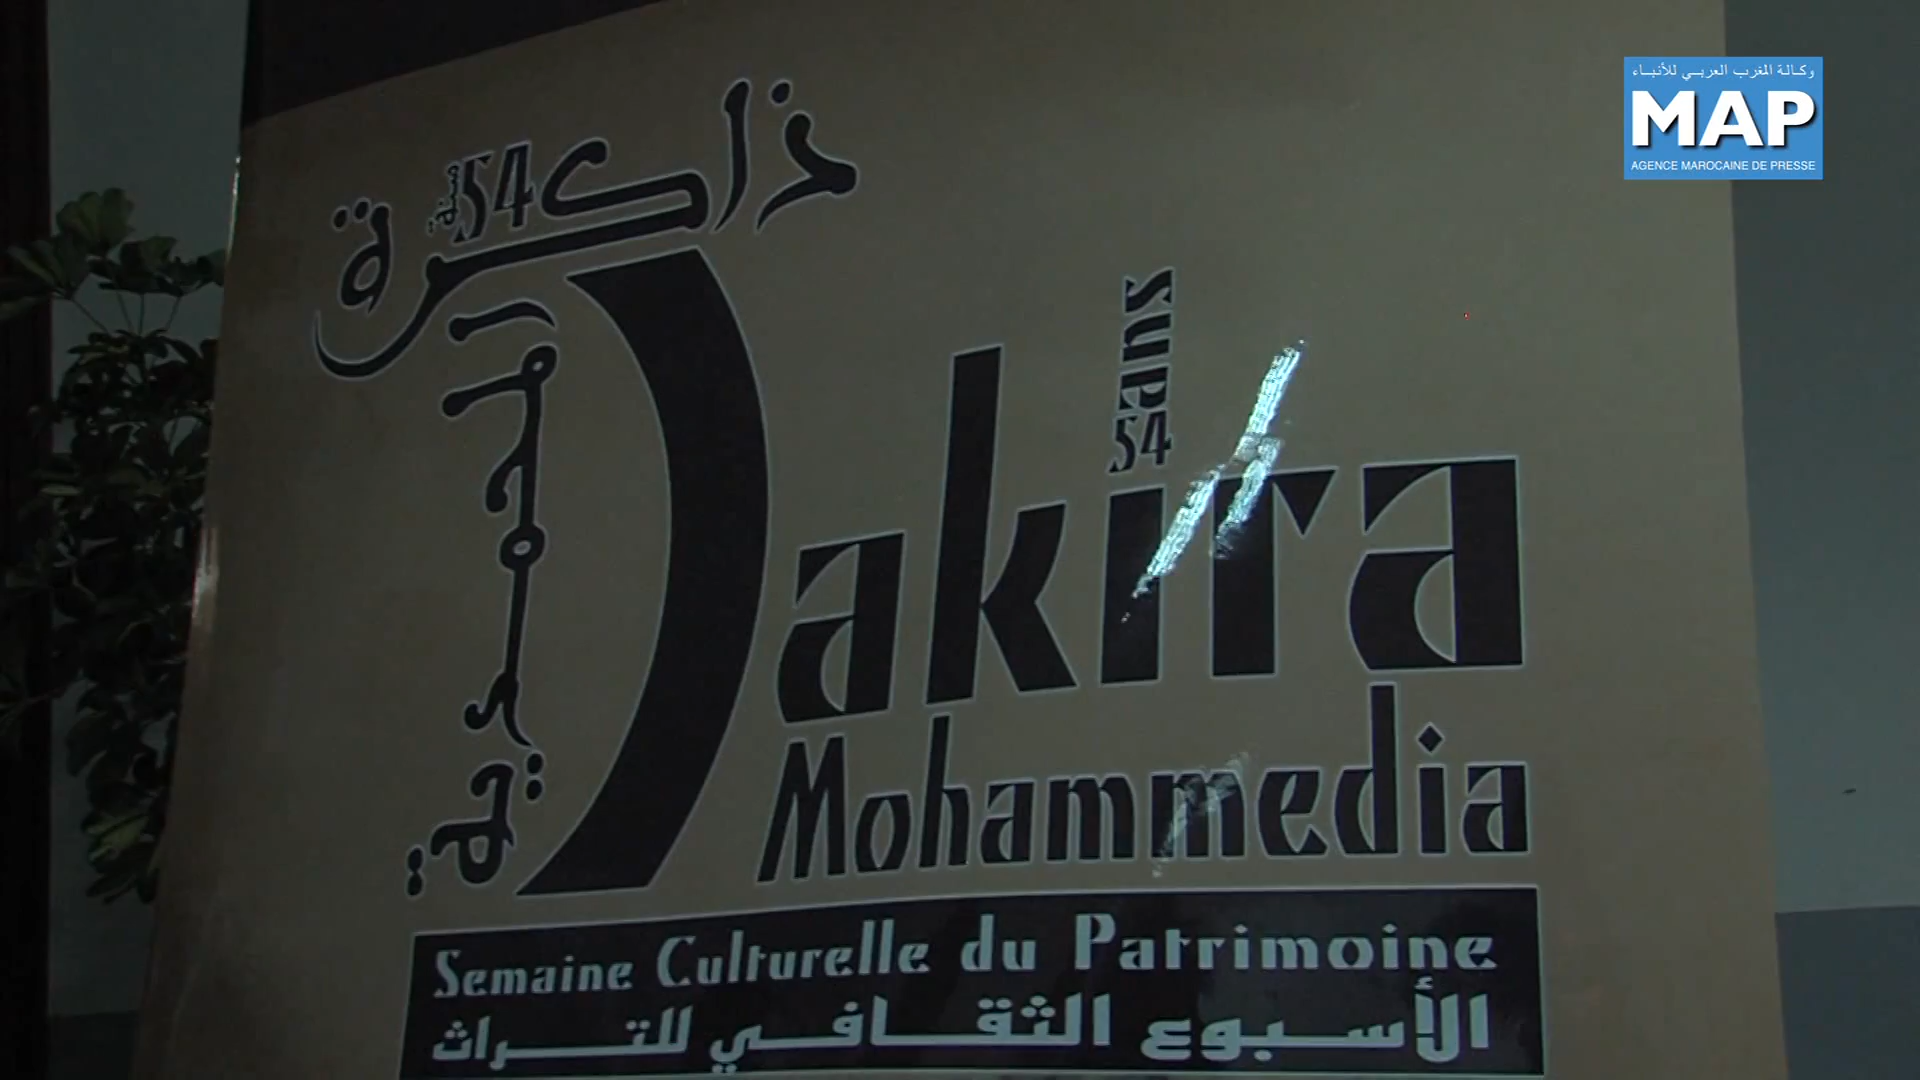 وكالة المغرب العربي للأنباء
MAP
AGENCE MAROCAINE DE PRESSE
ذاكرة
54 سنة
المحمدية
54 ans
Dakira
Mohammedia
Semaine Culturelle du Patrimoine
الأسبوع الثقافي للتراث